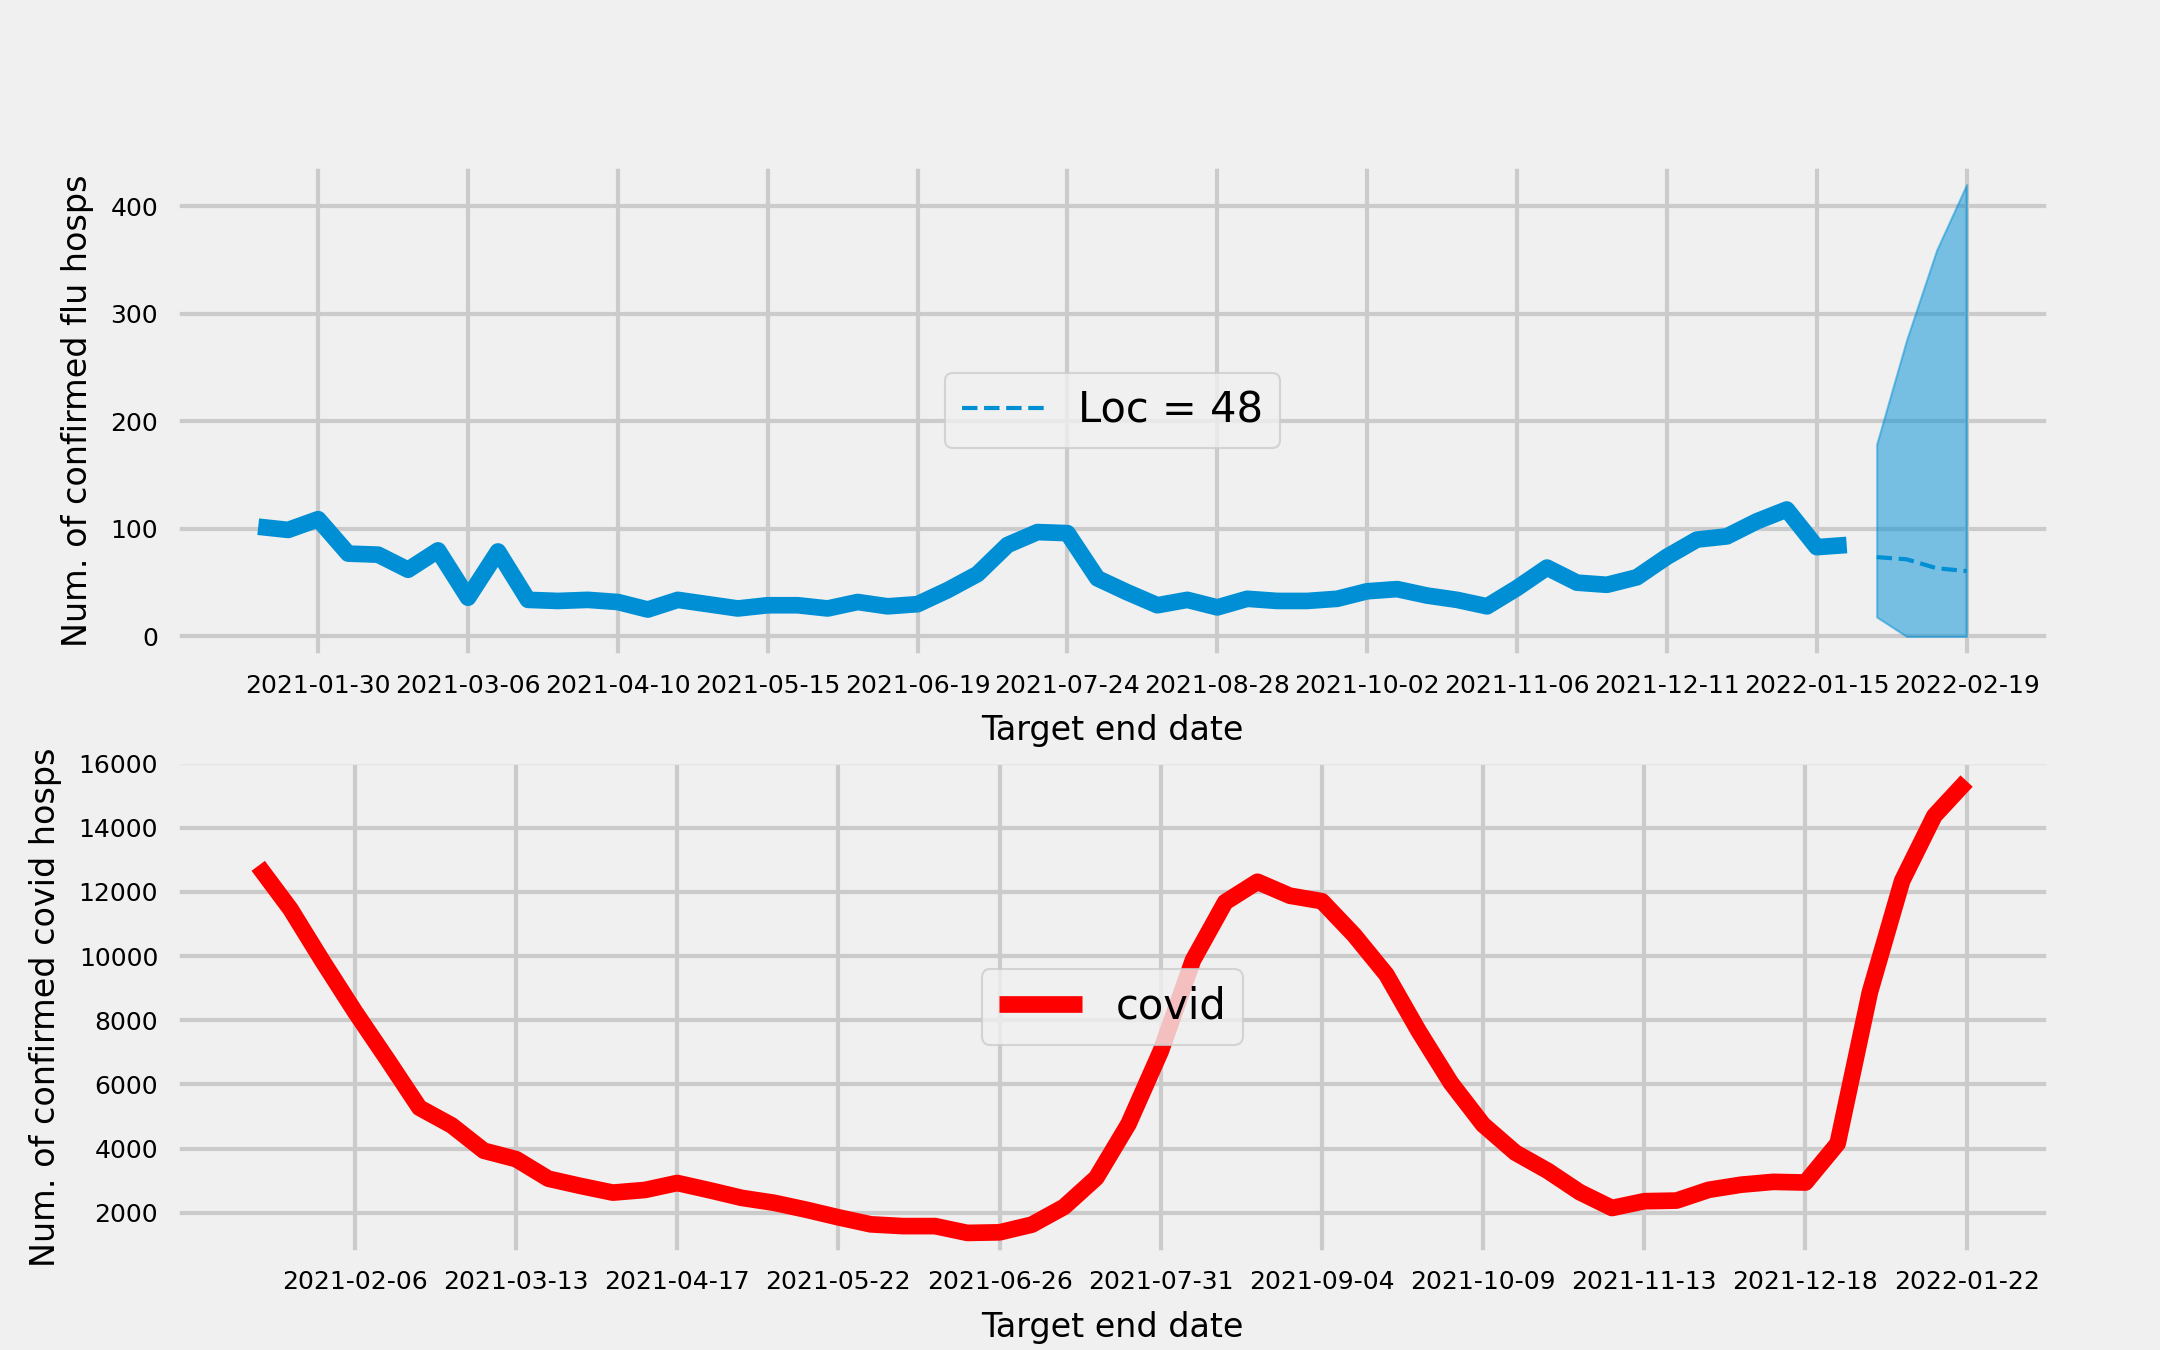 Num. of confirmed flu hosps
400
300
200
100
0
Loc = 48
2021-01-30 2021-03-06 2021-04-10 2021-05-15 2021-06-19 2021-07-24 2021-08-28 2021-10-02 2021-11-06 2021-12-11 2022-01-15 2022-02-19
Target end date
Num. of confirmed covid hosps
16000
14000
12000
10000
8000
6000
4000
2000
covid
2021-02-06 2021-03-13 2021-04-17 2021-05-22 2021-06-26 2021-07-31 2021-09-04 2021-10-09 2021-11-13 2021-12-18 2022-01-22
Target end date